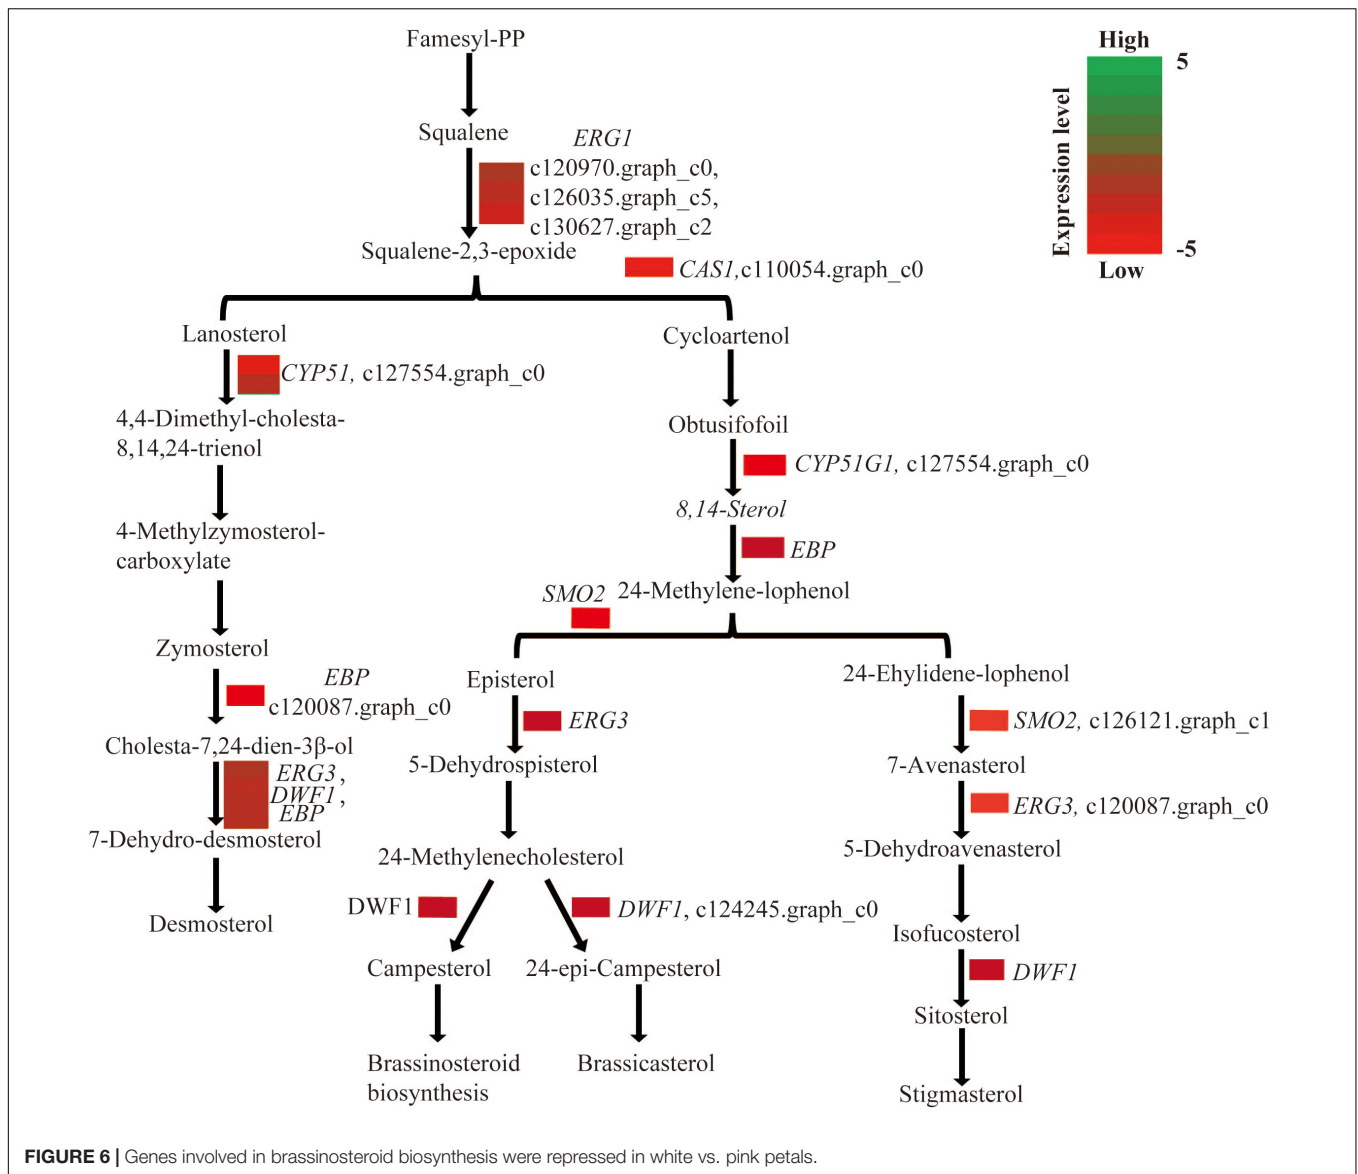 Famesyl-PP
High
5
Expression level
-5
Low
Squalene
ERG1
c120970.graph_c0,
c126035.graph_c5,
c130627.graph_c2
Squalene-2,3-epoxide
CAS1,c110054.graph_c0
Lanosterol
Cycloartenol
CYP51, c127554.graph_c0
4,4-Dimethyl-cholesta-
8,14,24-trienol
Obtusifofoil
CYP51G1, c127554.graph_c0
8,14-Sterol
4-Methylzymosterol-
carboxylate
EBP
SMO2
24-Methylene-lophenol
Zymosterol
EBP
c120087.graph_c0
Episterol
24-Ehylidene-lophenol
ERG3
SMO2, c126121.graph_c1
Cholesta-7,24-dien-3β-ol
ERG3,
DWF1,
EBP
5-Dehydrospisterol
7-Avenasterol
ERG3, c120087.graph_c0
7-Dehydro-desmosterol
24-Methylenecholesterol
5-Dehydroavenasterol
DWF1
DWF1, c124245.graph_c0
Desmosterol
Isofucosterol
Campesterol
24-epi-Campesterol
DWF1
Sitosterol
Brassinosteroid
biosynthesis
Brassicasterol
Stigmasterol
FIGURE 6 | Genes involved in brassinosteroid biosynthesis were repressed in white vs. pink petals.